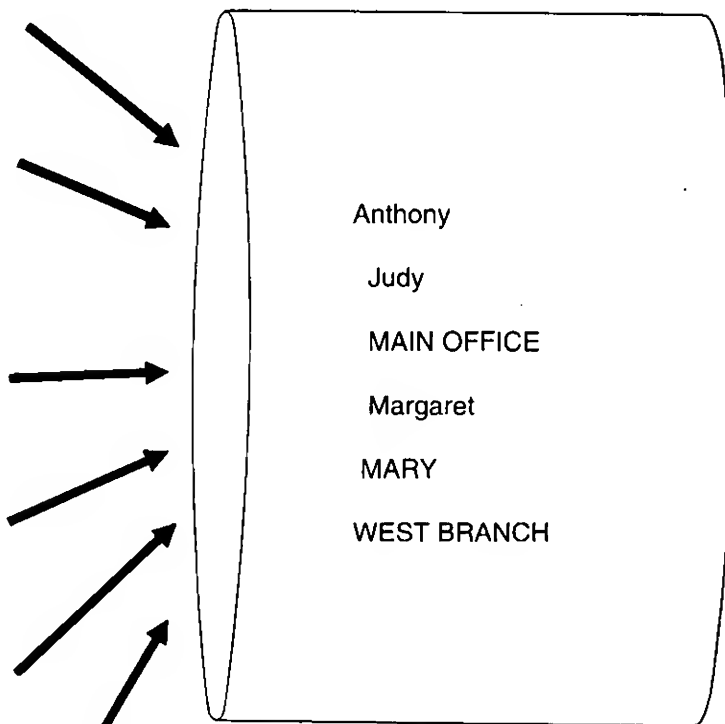 Anthony
Judy
MAIN OFFICE
Margaret
MARY
WEST BRANCH